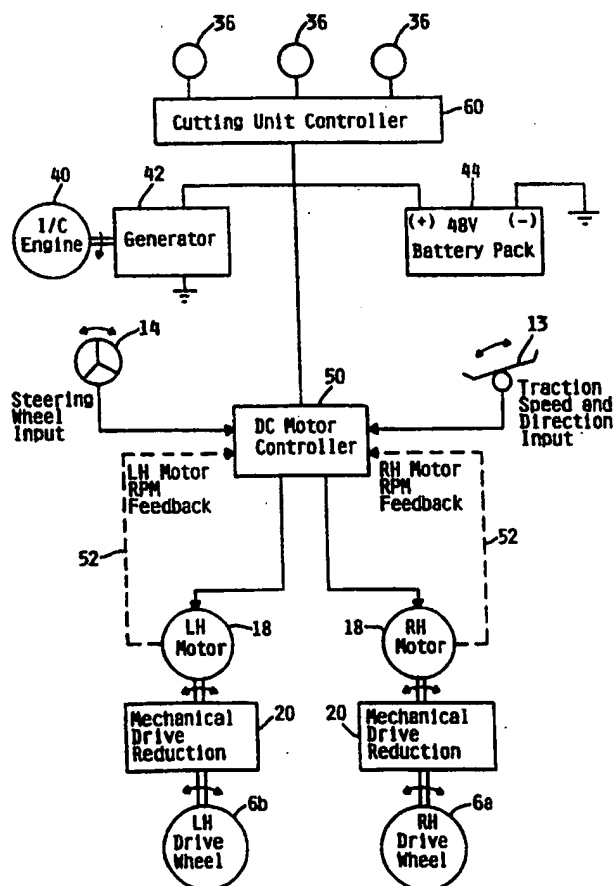 36 36 36
Cutting Unit Controller
60
40
42
44
I/C
Engine
Generator
(+) 48V (-)
Battery Pack
14
13
Steering
Wheel
Input
50
Traction
Speed and
Direction
Input
DC Motor
Controller
LH Motor
RPM
Feedback
RH Motor
RPM
Feedback
52
52
LH
Motor
18
18
RH
Motor
Mechanical
Drive
Reduction
20
20
Mechanical
Drive
Reduction
LH
Drive
Wheel
6b
RH
Drive
Wheel
6a